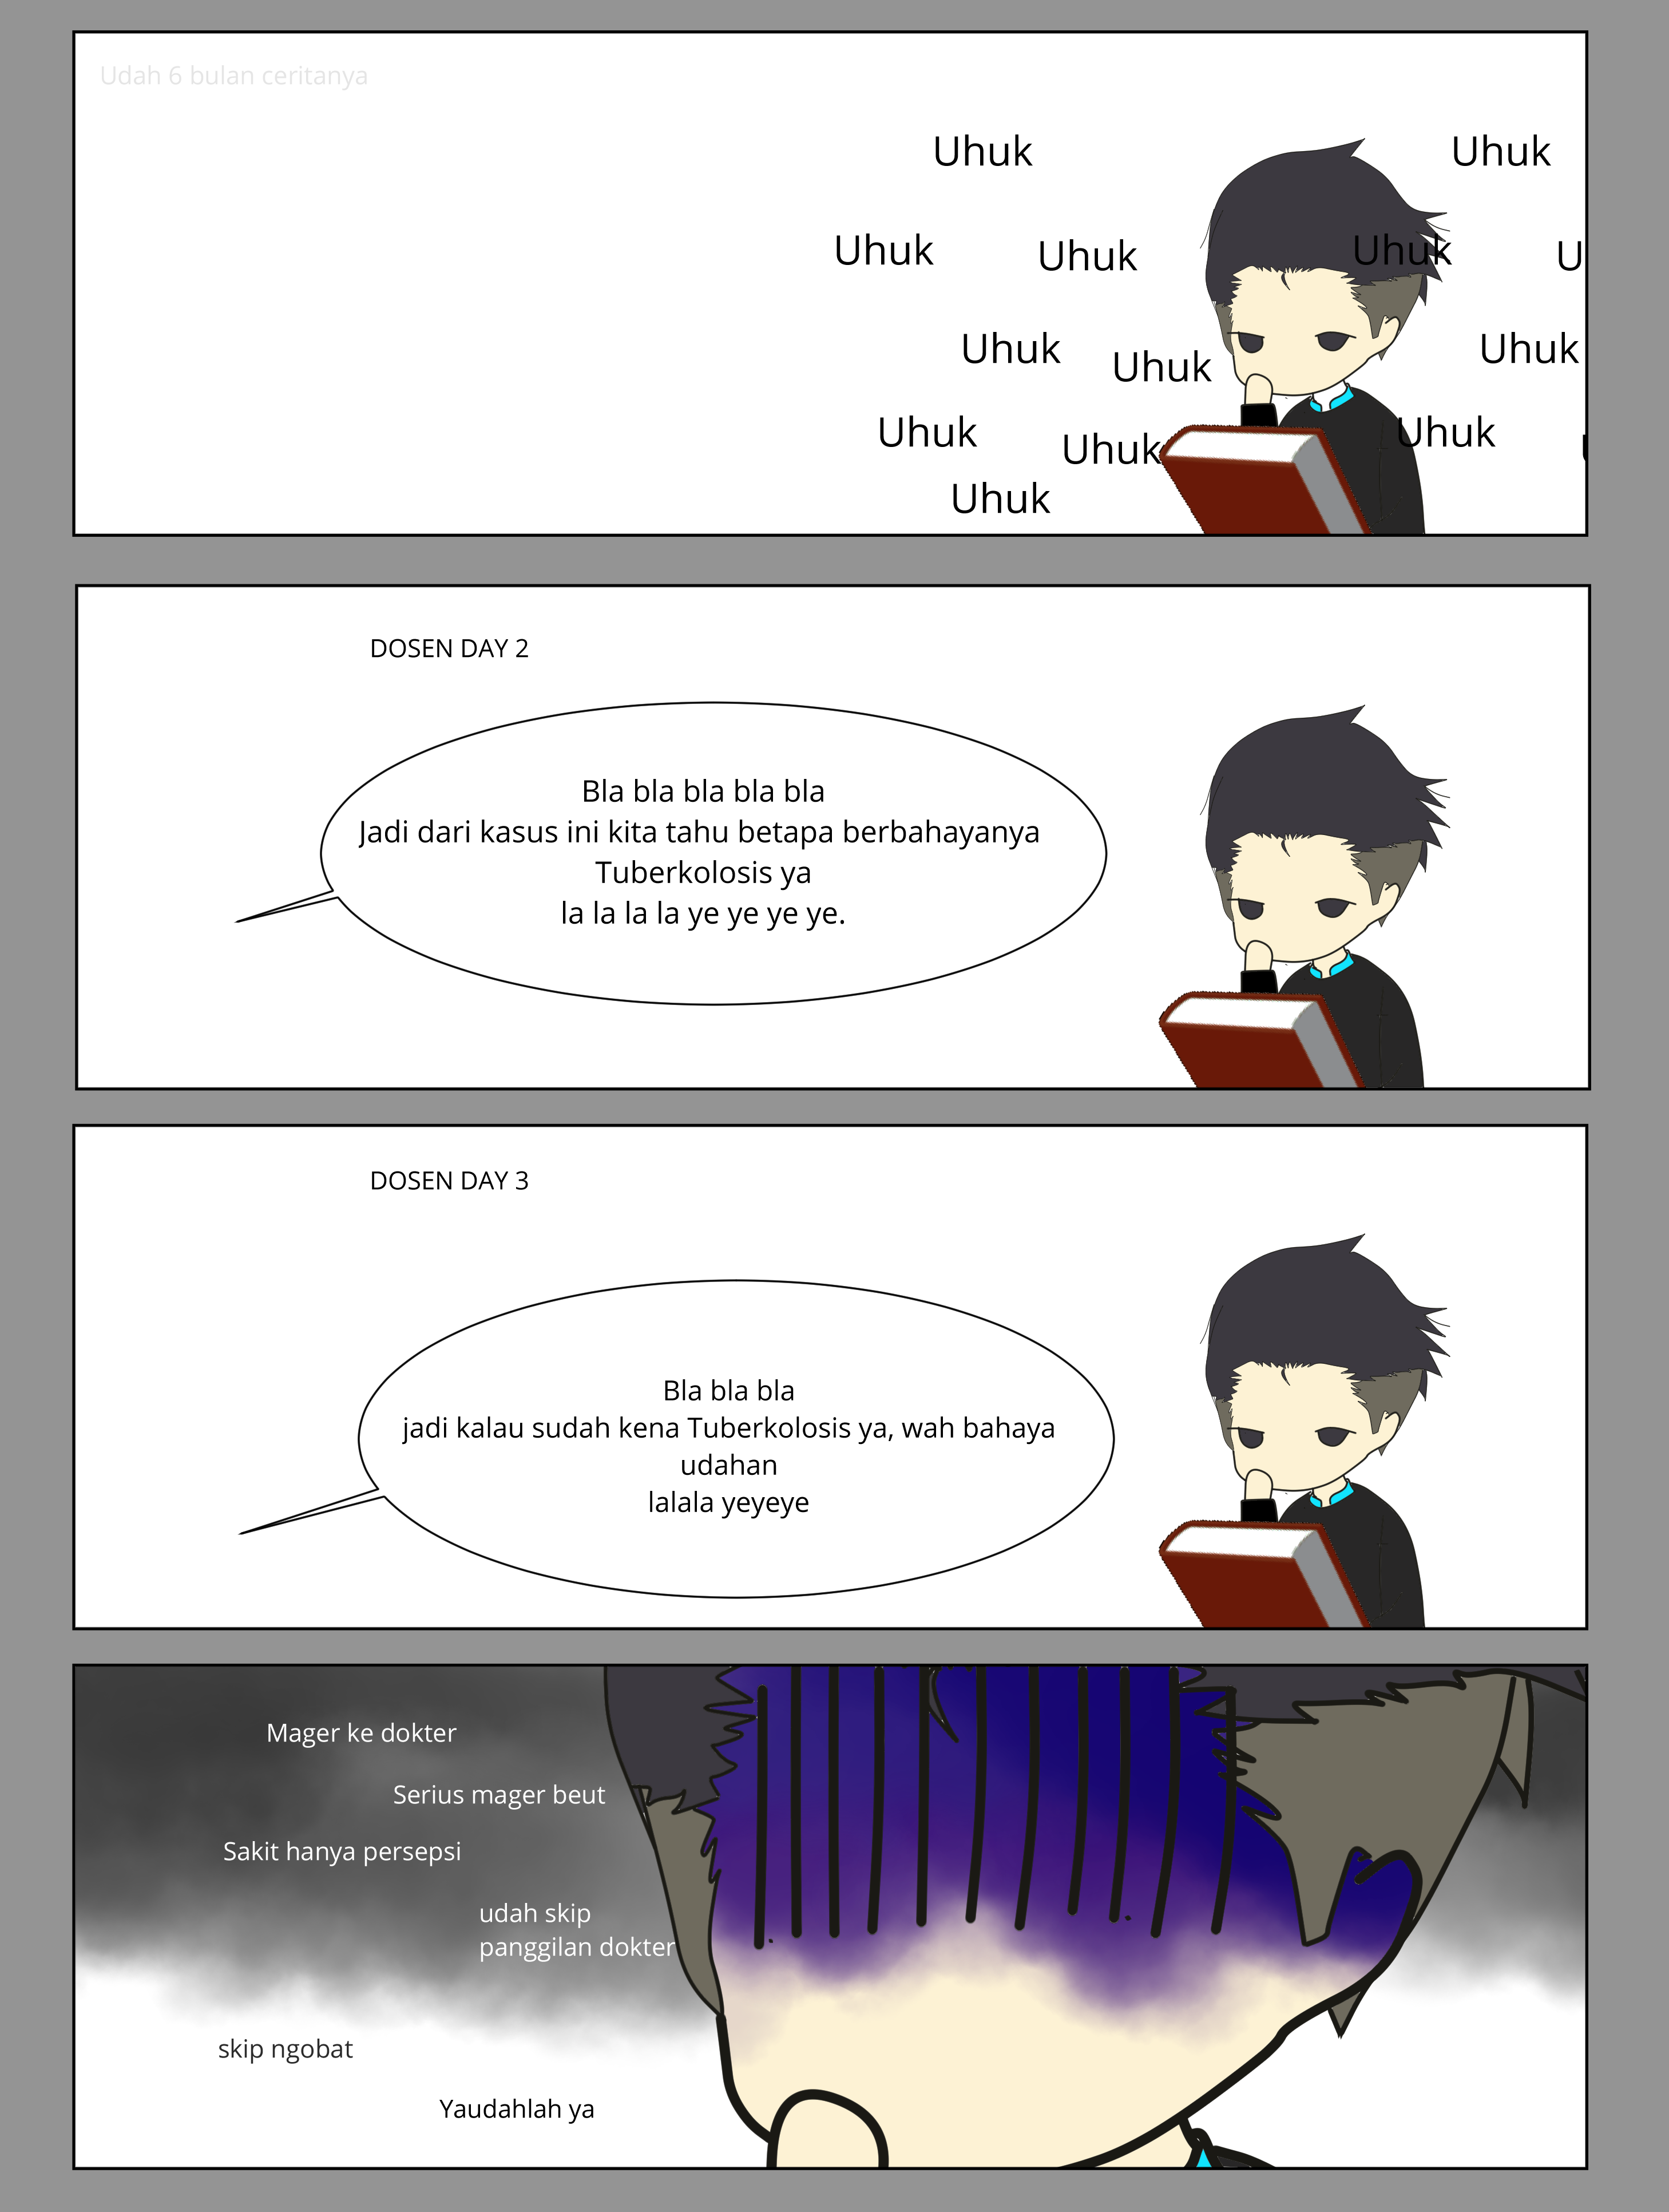 Udah 6 bulan ceritanya
Uhuk
Uhuk
Uhuk
Uhuk
Uhuk
U
Uhuk
Uhuk
Uhuk
Uhuk
Uhuk
Uhuk
Uhuk
DOSEN DAY 2
Bla bla bla bla bla
Jadi dari kasus ini kita tahu betapa berbahayanya
Tuberkolosis ya
la la la la ye ye ye ye.
DOSEN DAY 3
Bla bla bla
jadi kalau sudah kena Tuberkolosis ya, wah bahaya
udahan
lalala yeyeye
Mager ke dokter
Serius mager beut
Sakit hanya persepsi
udah skip
panggilan dokter
skip ngobat
Yaudahlah ya